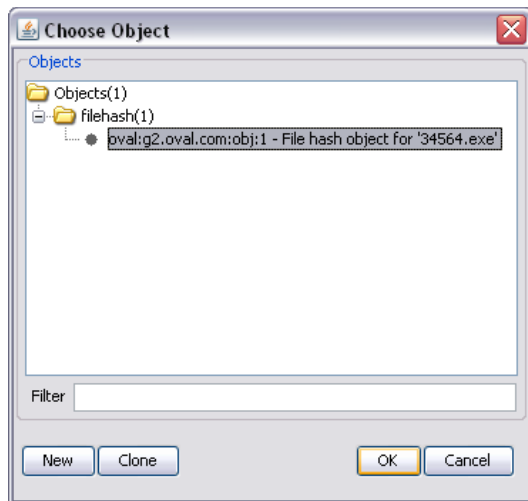 Choose Object
Objects
Objects(1)
filehash(1)
oval:g2.oval.com:obj:1 - File hash object for '34564.exe'
Filter
New Clone OK Cancel